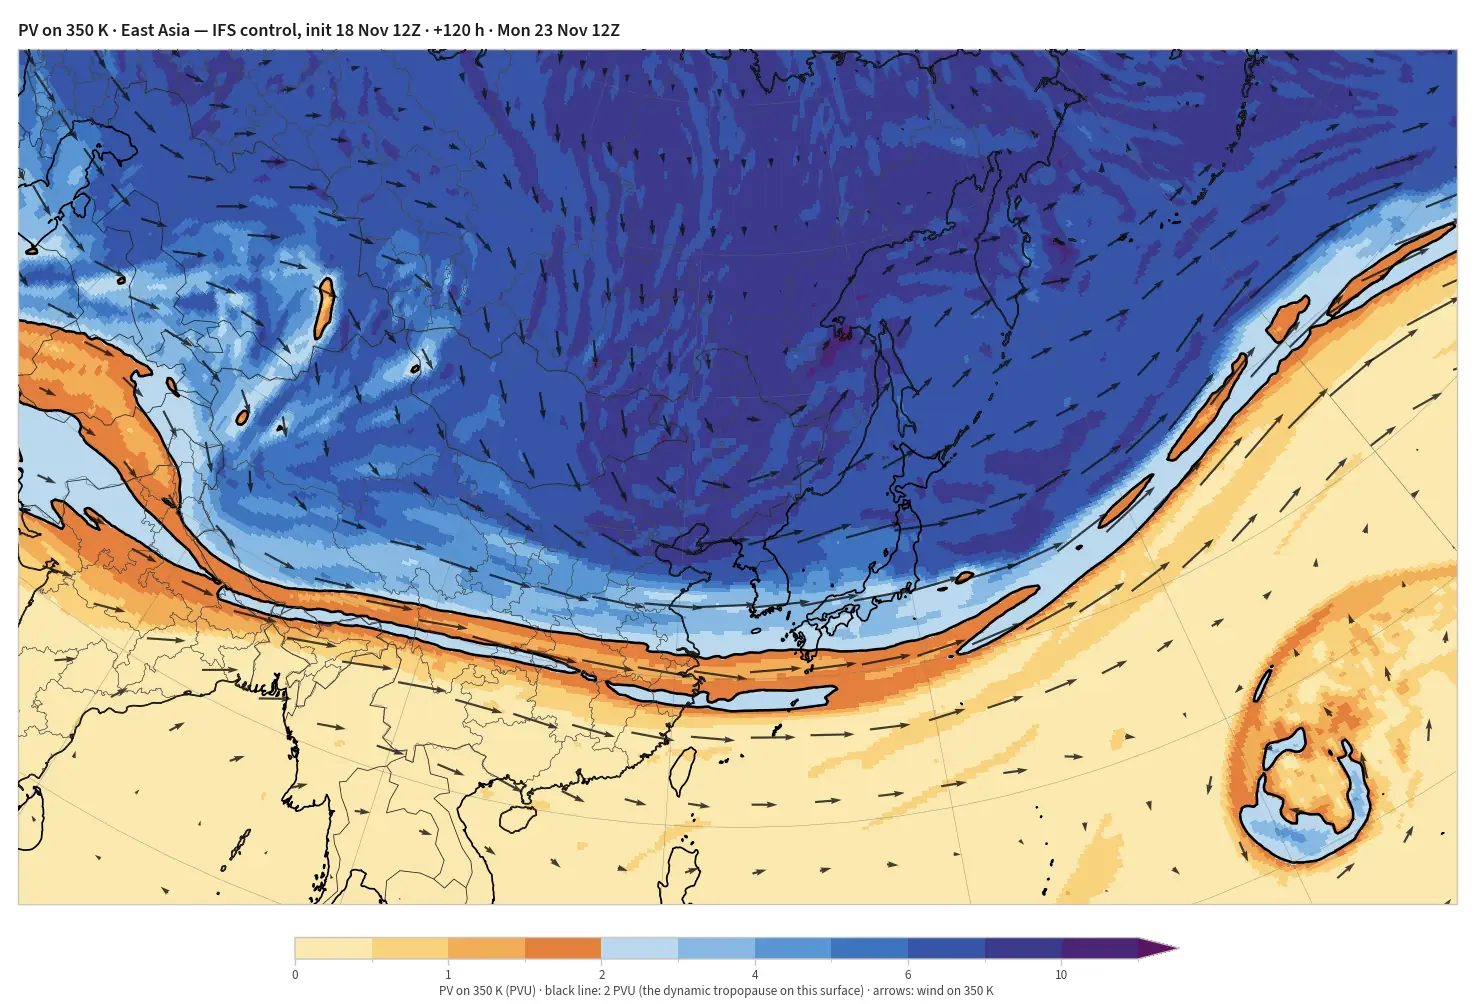 PV on 350 K · East Asia — IFS control, init 18 Nov 12Z · +120 h · Mon 23 Nov 12Z
0 1 2 4 6 10
PV on 350 K (PVU) · black line: 2 PVU (the dynamic tropopause on this surface) · arrows: wind on 350 K